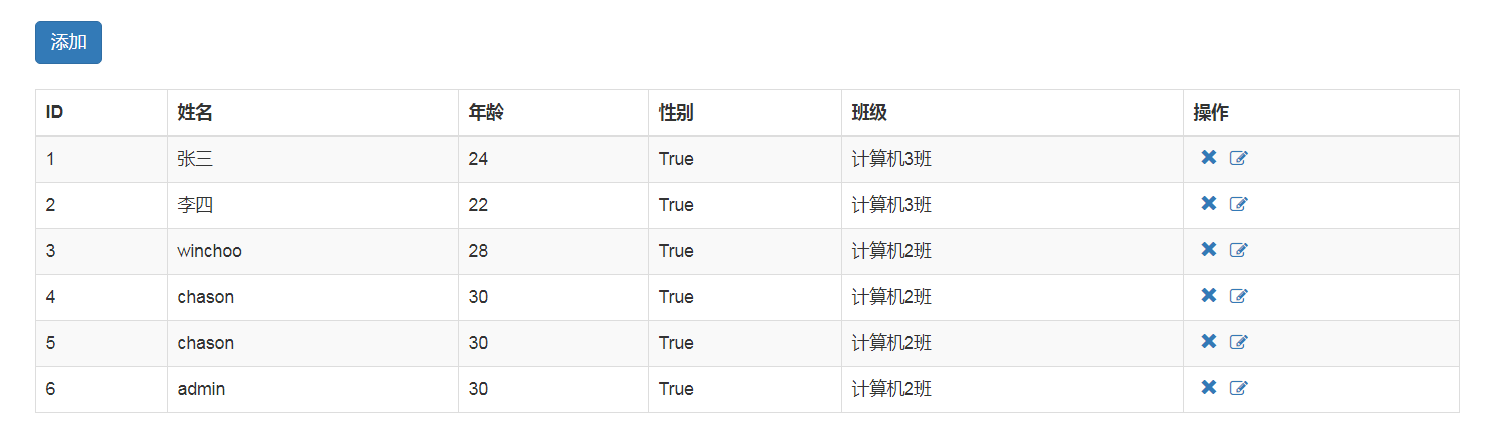 添加
ID 姓名 年龄 性别 班级 操作
1 张三 24 True 计算机3班
2 李四 22 True 计算机3班
3 winchoo 28 True 计算机2班
4 chason 30 True 计算机2班
5 chason 30 True 计算机2班
6 admin 30 True 计算机2班